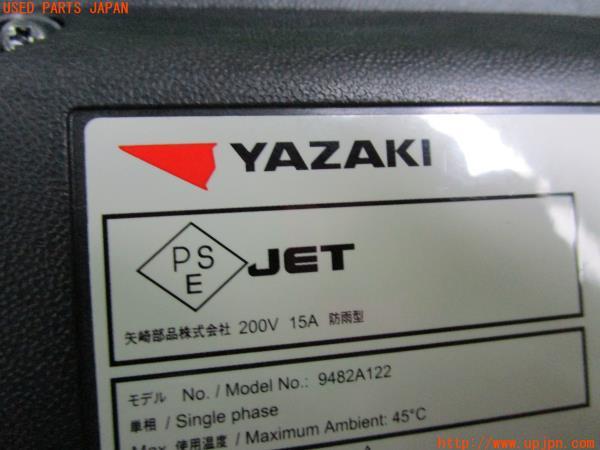 USED PARTS JAPAN
YAZAKI
PS
E
JET
矢崎部品株式会社 200V 15A 防雨型
モデル No. / Model No.: 9482A122
単相 / Single phase
Max. 使用温度 / Maximum Ambient: 45°C
http://www.upjpn.com